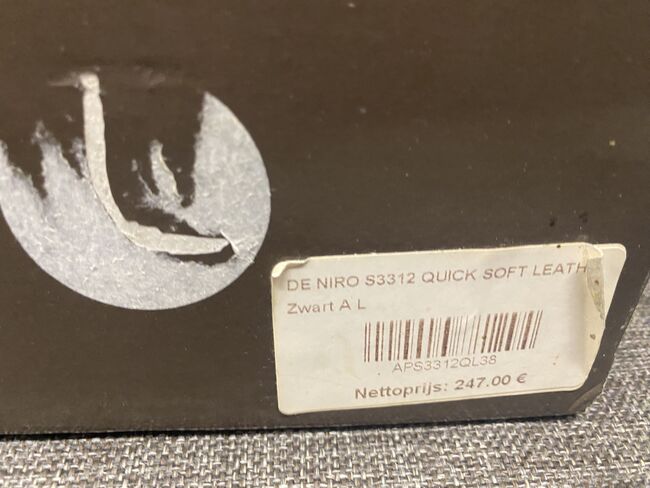 DE NIRO S3312 QUICK SOFT LEATH
Zwart A L
APS3312QL38
Nettoprijs: 247.00 €